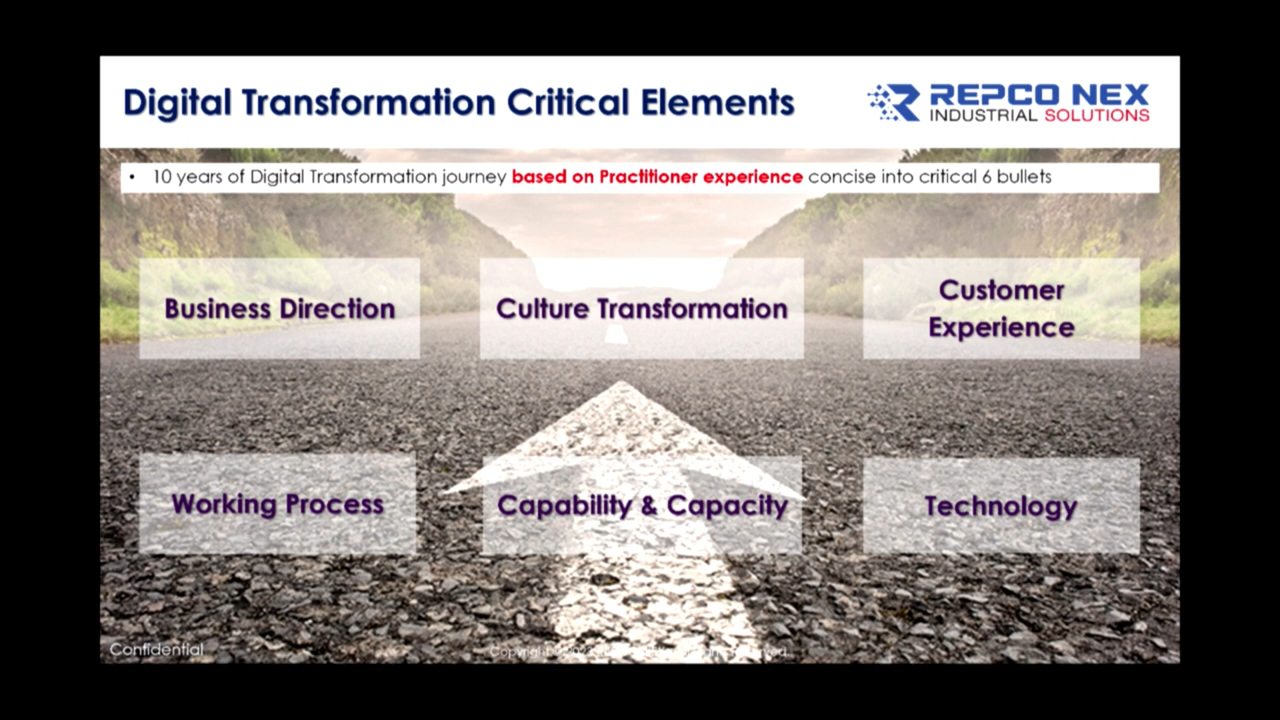 Digital Transformation Critical Elements
REPCO NEX
INDUSTRIAL SOLUTIONS
• 10 years of Digital Transformation journey based on Practitioner experience concise into critical 6 bullets
Business Direction
Culture Transformation
Customer
Experience
Working Process
Capability & Capacity
Technology
Confidential
Copyright